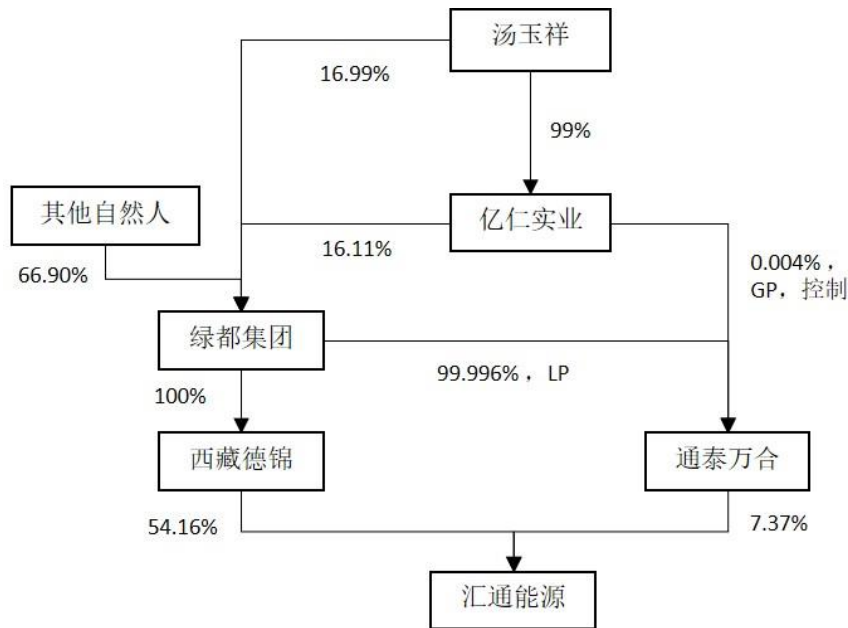 汤玉祥
16.99%
99%
其他自然人
亿仁实业
66.90%
16.11%
0.004%，
GP，控制
绿都集团
99.996%，LP
100%
西藏德锦
通泰万合
54.16%
7.37%
汇通能源